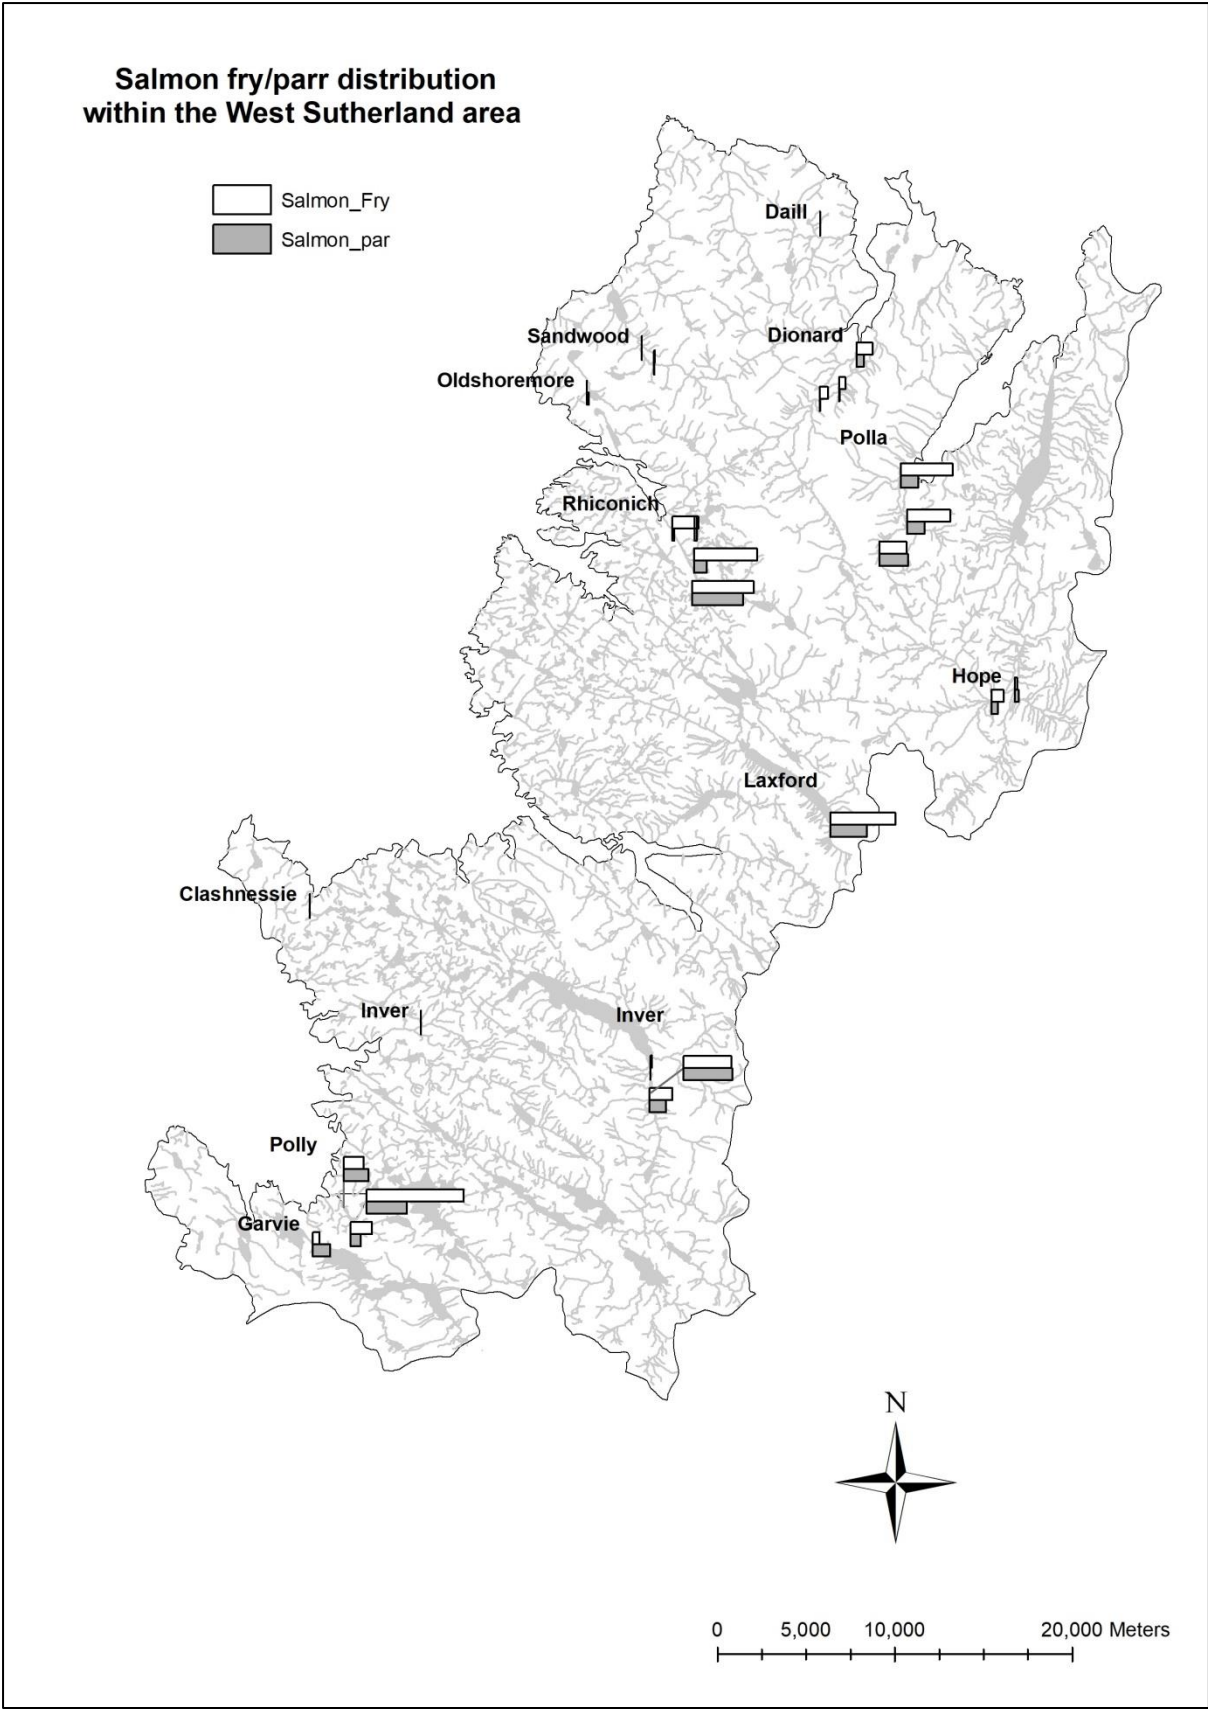 Salmon fry/parr distribution
within the West Sutherland area
Salmon_Fry
Salmon_par
Daill
Sandwood
Dionard
Oldshoremore
Polla
Rhiconich
Hope
Laxford
Clashnessie
Inver
Inver
Polly
Garvie
N
0 5,000 10,000 20,000 Meters